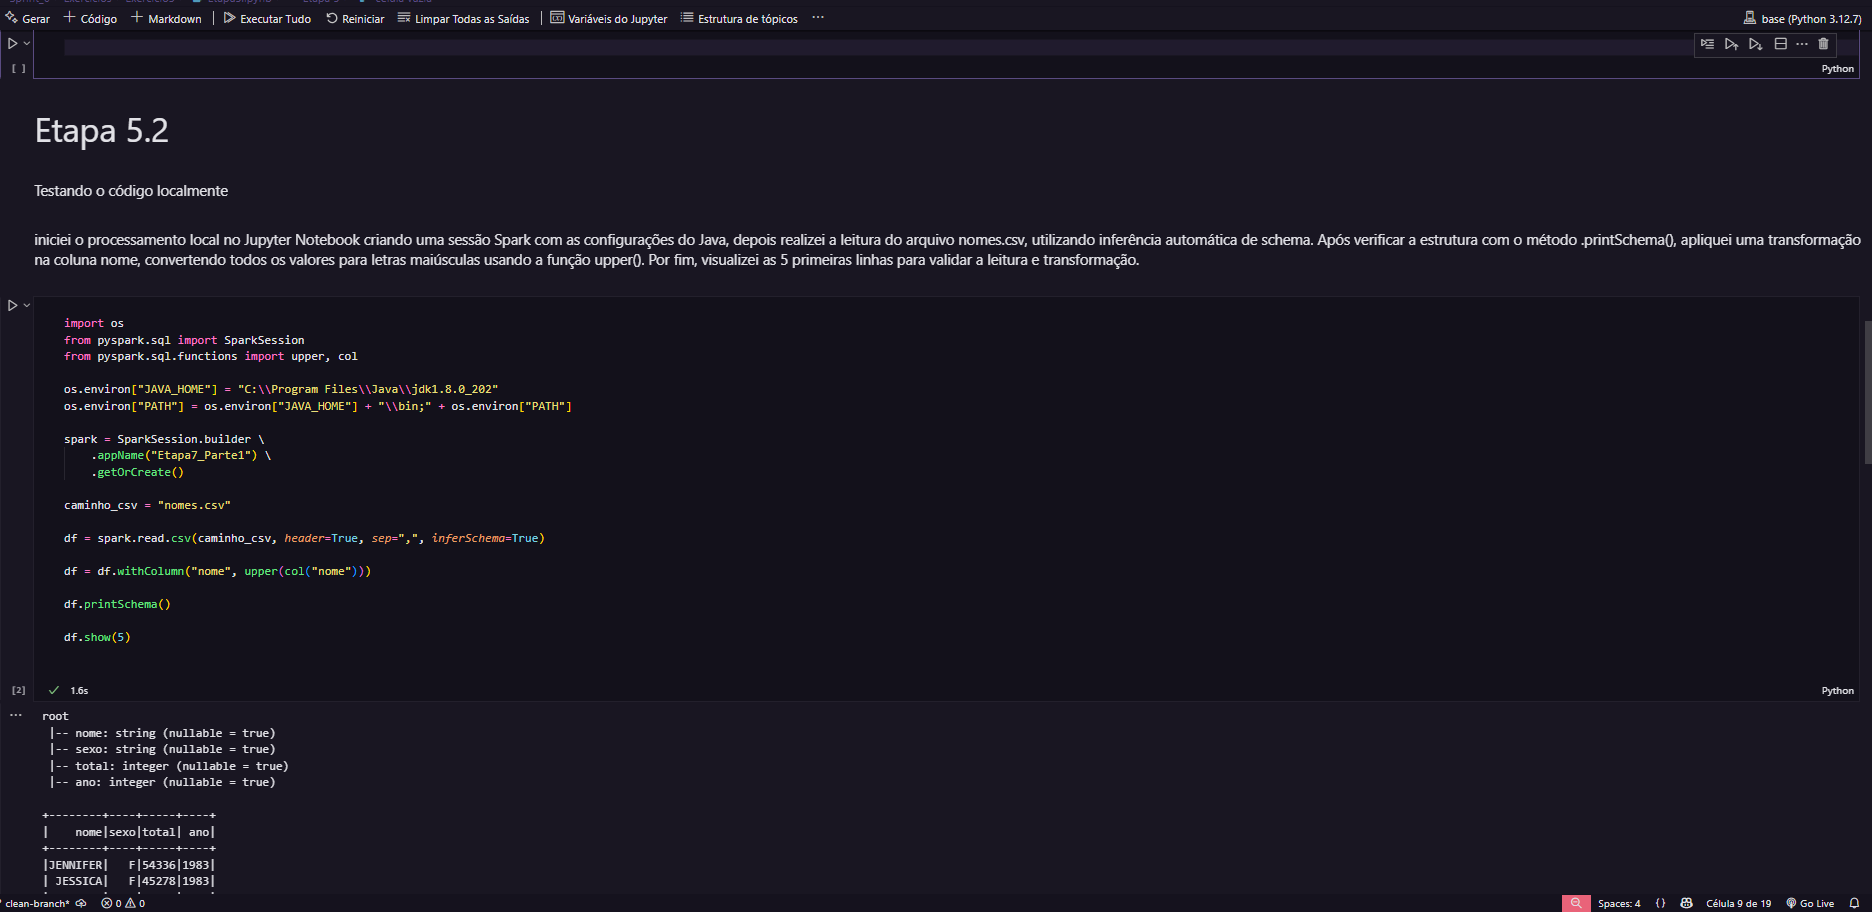 Gerar + Código + Markdown Executar Tudo Reiniciar Limpar Todas as Saídas Variáveis do Jupyter Estrutura de tópicos ... base (Python 3.12.7)
[ ] Python
Etapa 5.2
Testando o código localmente
iniciei o processamento local no Jupyter Notebook criando uma sessão Spark com as configurações do Java, depois realizei a leitura do arquivo nomes.csv, utilizando inferência automática de schema. Após verificar a estrutura com o método .printSchema(), apliquei uma transformação
na coluna nome, convertendo todos os valores para letras maiúsculas usando a função upper(). Por fim, visualizei as 5 primeiras linhas para validar a leitura e transformação.
import os
from pyspark.sql import SparkSession
from pyspark.sql.functions import upper, col
os.environ["JAVA_HOME"] = "C:\\Program Files\\Java\\jdk1.8.0_202"
os.environ["PATH"] = os.environ["JAVA_HOME"] + "\\bin;" + os.environ["PATH"]
spark = SparkSession.builder \
.appName("Etapa7_Parte1") \
.getOrCreate()
caminho_csv = "nomes.csv"
df = spark.read.csv(caminho_csv, header=True, sep=",", inferSchema=True)
df = df.withColumn("nome", upper(col("nome")))
df.printSchema()
df.show(5)
[2] ✓ 1.6s Python
... root
|-- nome: string (nullable = true)
|-- sexo: string (nullable = true)
|-- total: integer (nullable = true)
|-- ano: integer (nullable = true)
+--------+----+-----+----+
|    nome|sexo|total| ano|
+--------+----+-----+----+
|JENNIFER|   F|54336|1983|
| JESSICA|   F|45278|1983|
clean-branch* 0 0 Spaces: 4 {} Célula 9 de 19 Go Live